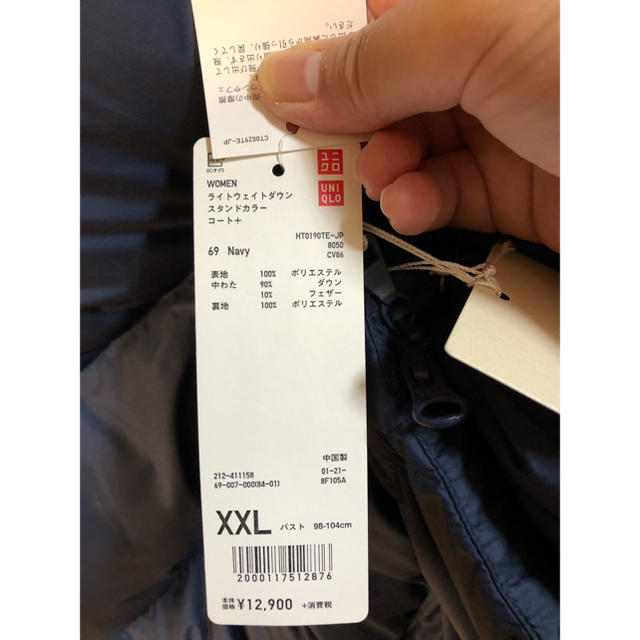 ださい。
CT0029TE-JP
WOMEN
ライトウェイトダウン
スタンドカラー
コート+
ユニクロ
UNIQLO
HT0190TE-JP
69 Navy 8050
CV86
表地 100% ポリエステル
中わた 90% ダウン
10% フェザー
裏地 100% ポリエステル
中国製
212-411158 01-21-
69-007-000(84-01) 8F105A
XXL バスト 98-104cm
2000117512876
本体価格 ¥12,900 +消費税